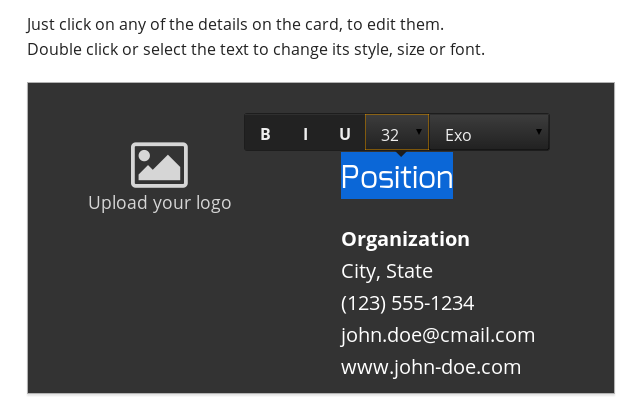 Just click on any of the details on the card, to edit them.
Double click or select the text to change its style, size or font.
B I U 32 Exo
Upload your logo
Position
Organization
City, State
(123) 555-1234
john.doe@cmail.com
www.john-doe.com